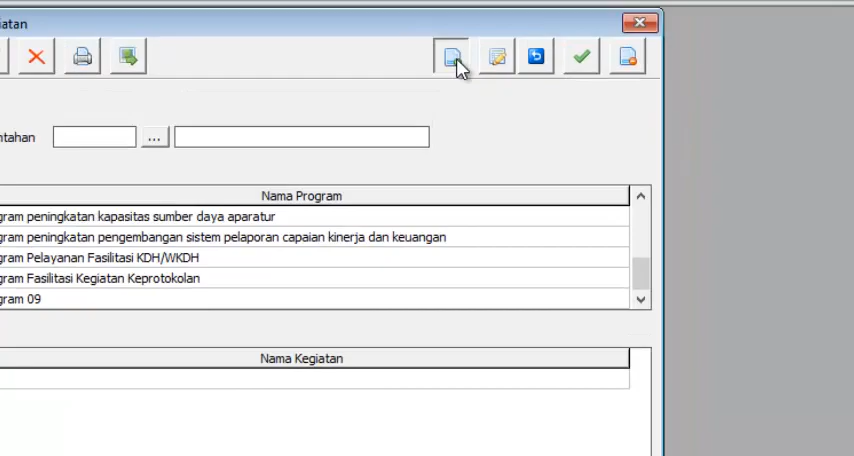 iatan
ntahan
...
Nama Program
gram peningkatan kapasitas sumber daya aparatur
gram peningkatan pengembangan sistem pelaporan capaian kinerja dan keuangan
gram Pelayanan Fasilitasi KDH/WKDH
gram Fasilitasi Kegiatan Keprotokolan
gram 09
Nama Kegiatan